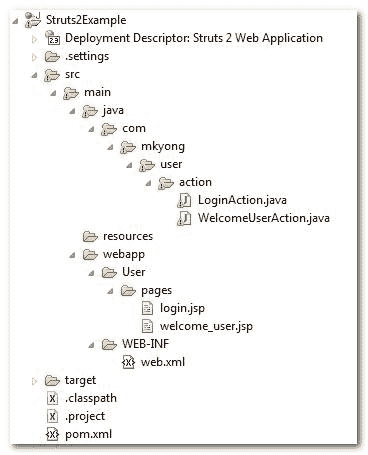 Struts2Example
Deployment Descriptor: Struts 2 Web Application
.settings
src
main
java
com
mkyong
user
action
LoginAction.java
WelcomeUserAction.java
resources
webapp
User
pages
login.jsp
welcome_user.jsp
WEB-INF
web.xml
target
.classpath
.project
pom.xml